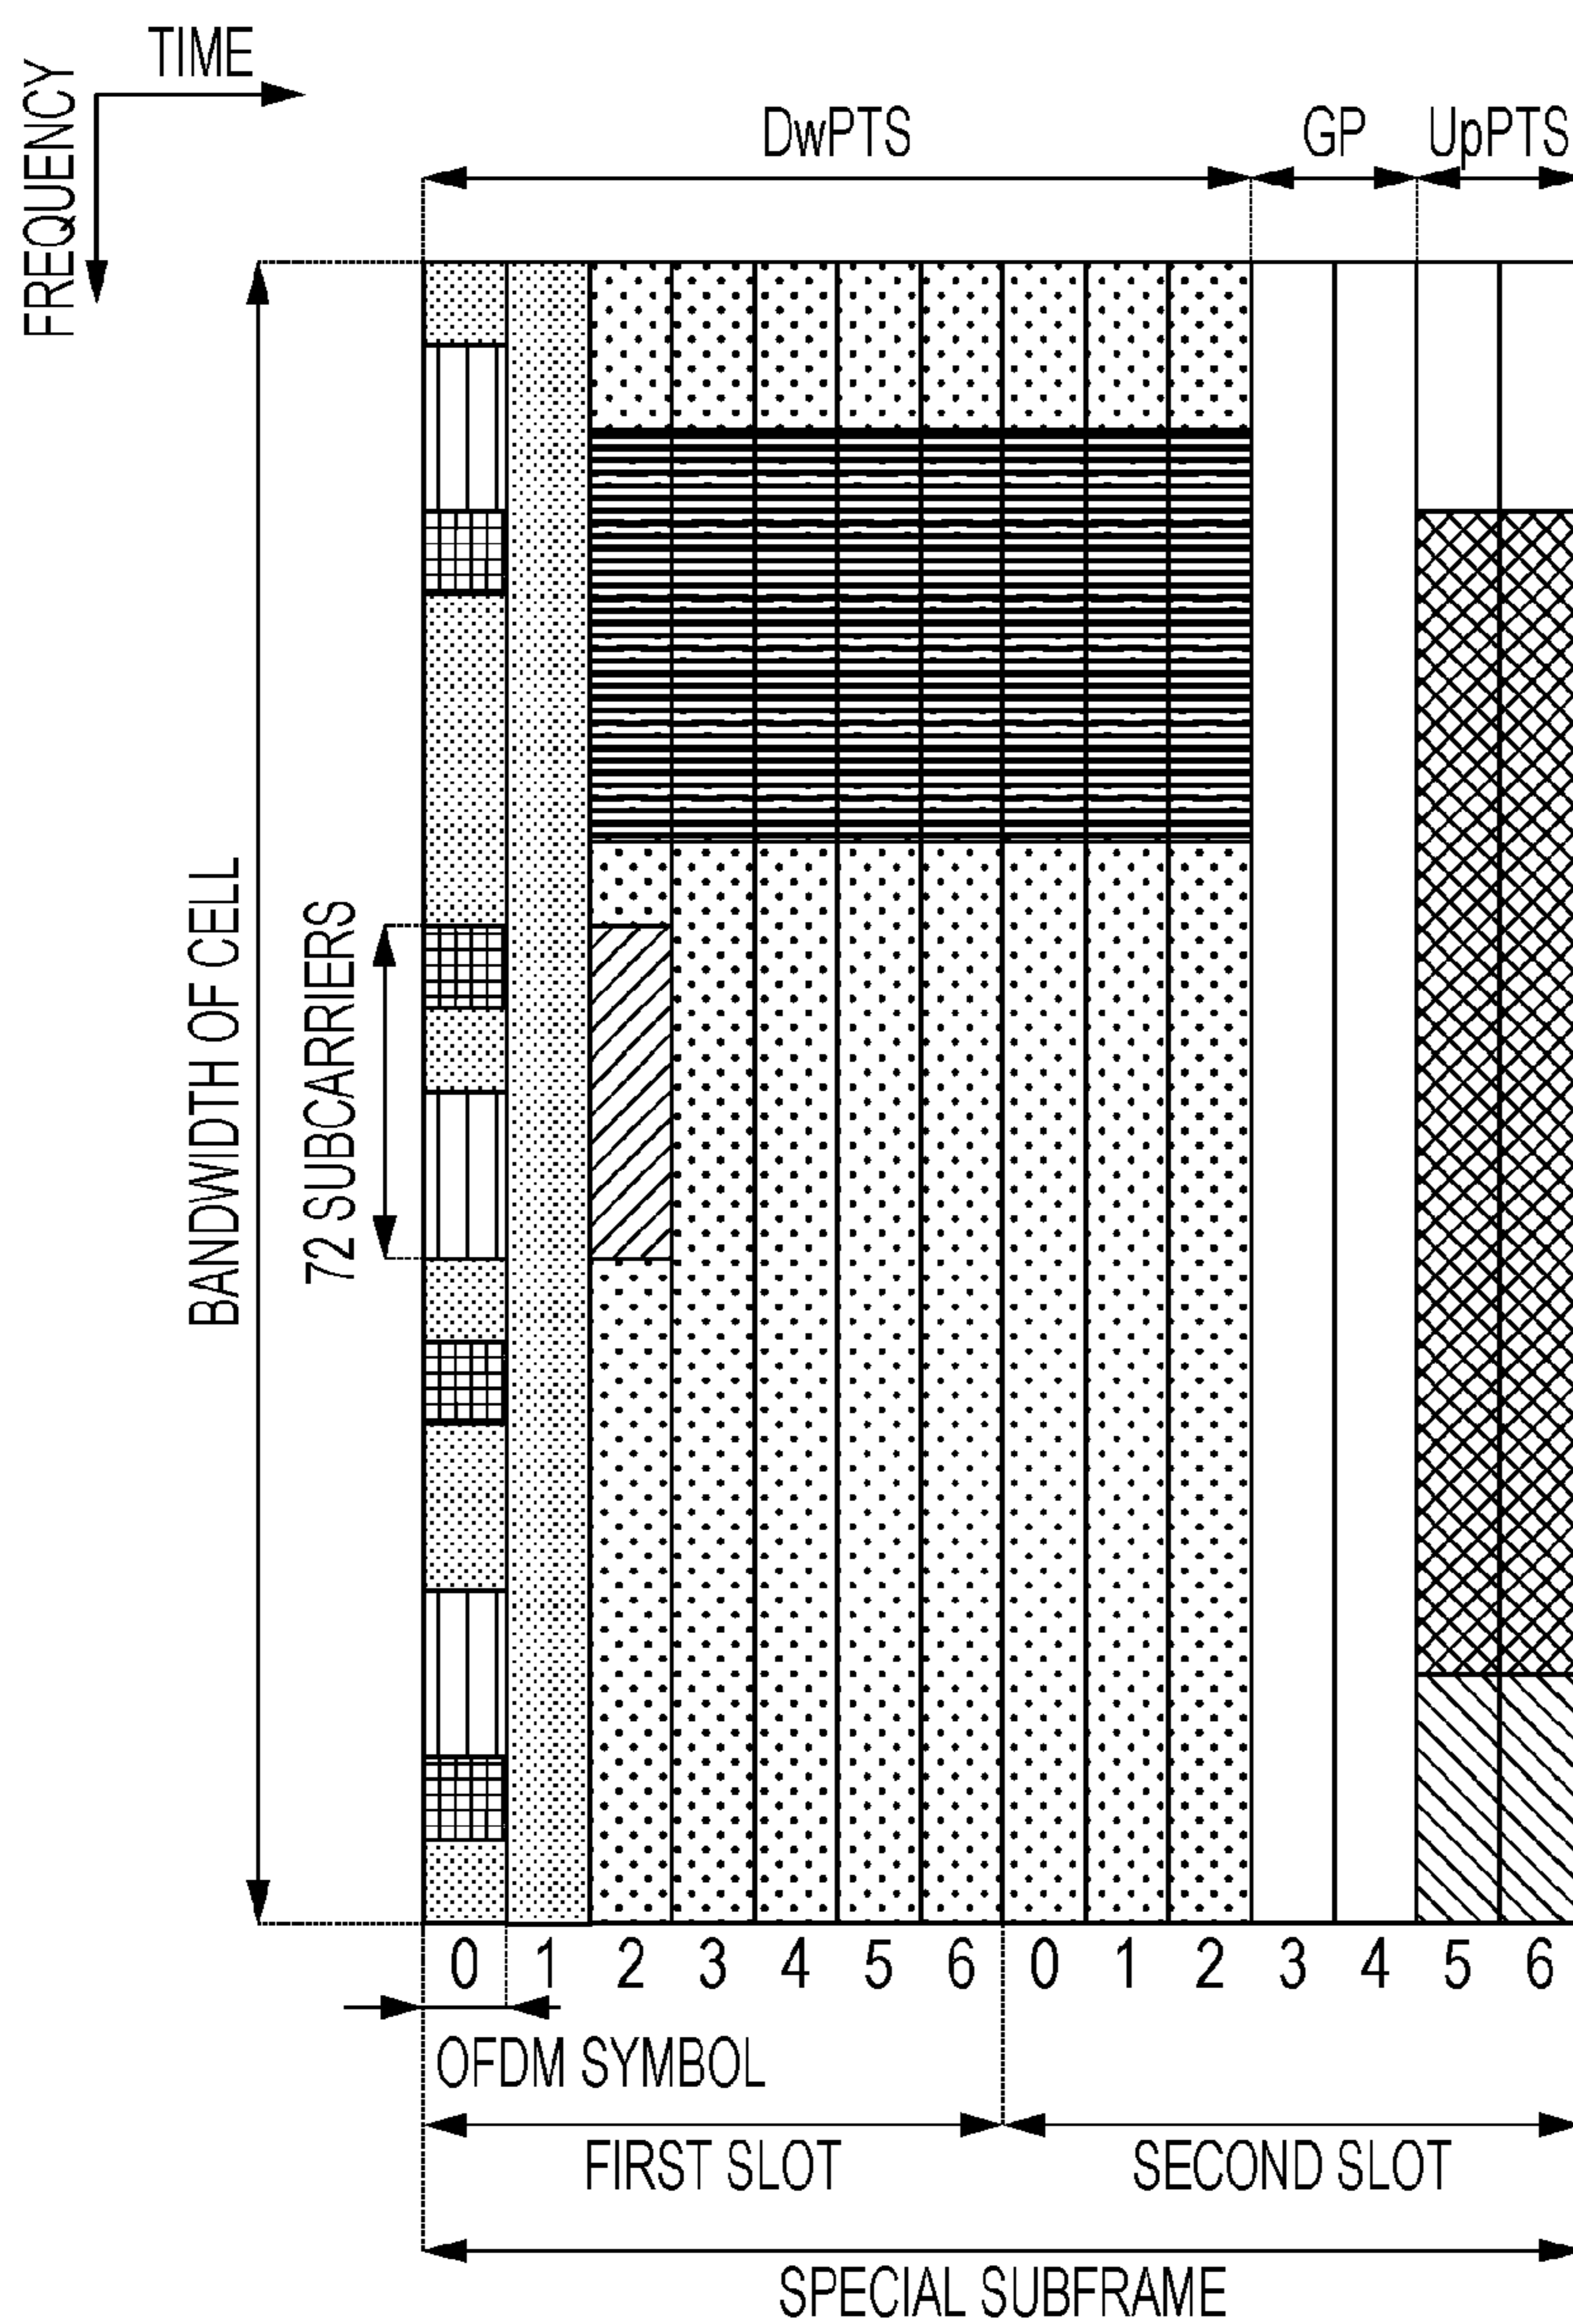 TIME
FREQUENCY
DwPTS GP UpPTS
BANDWIDTH OF CELL
72 SUBCARRIERS
0 1 2 3 4 5 6 0 1 2 3 4 5 6
OFDM SYMBOL
FIRST SLOT SECOND SLOT
SPECIAL SUBFRAME